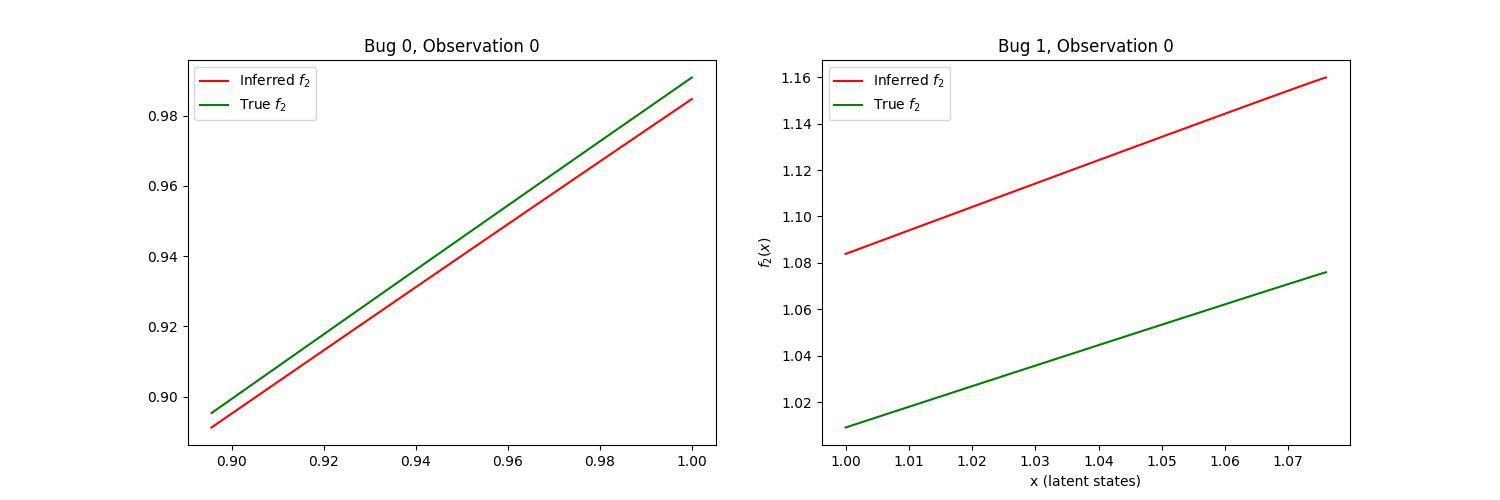 Bug 0, Observation 0
Inferred f₂
True f₂
0.98
0.96
0.94
0.92
0.90
0.90 0.92 0.94 0.96 0.98 1.00
Bug 1, Observation 0
Inferred f₂
True f₂
f₂(x)
1.16
1.14
1.12
1.10
1.08
1.06
1.04
1.02
1.00 1.01 1.02 1.03 1.04 1.05 1.06 1.07
x (latent states)